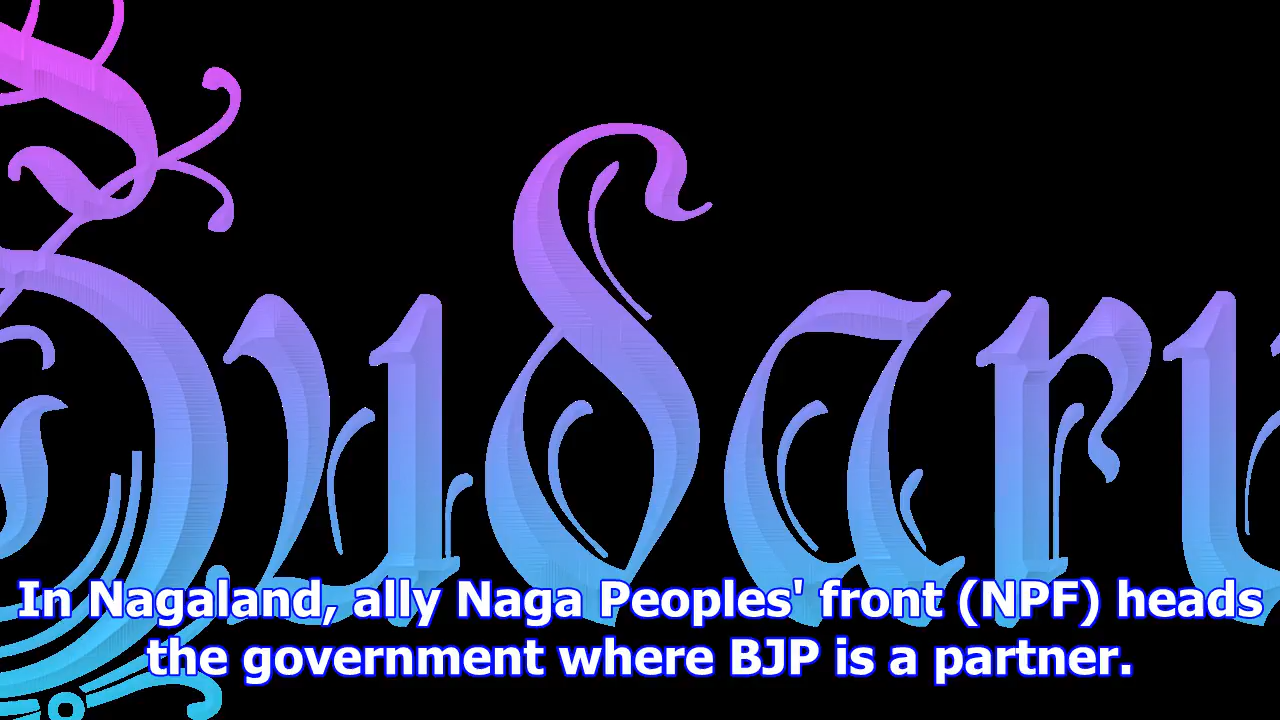 In Nagaland, ally Naga Peoples' front (NPF) heads
the government where BJP is a partner.